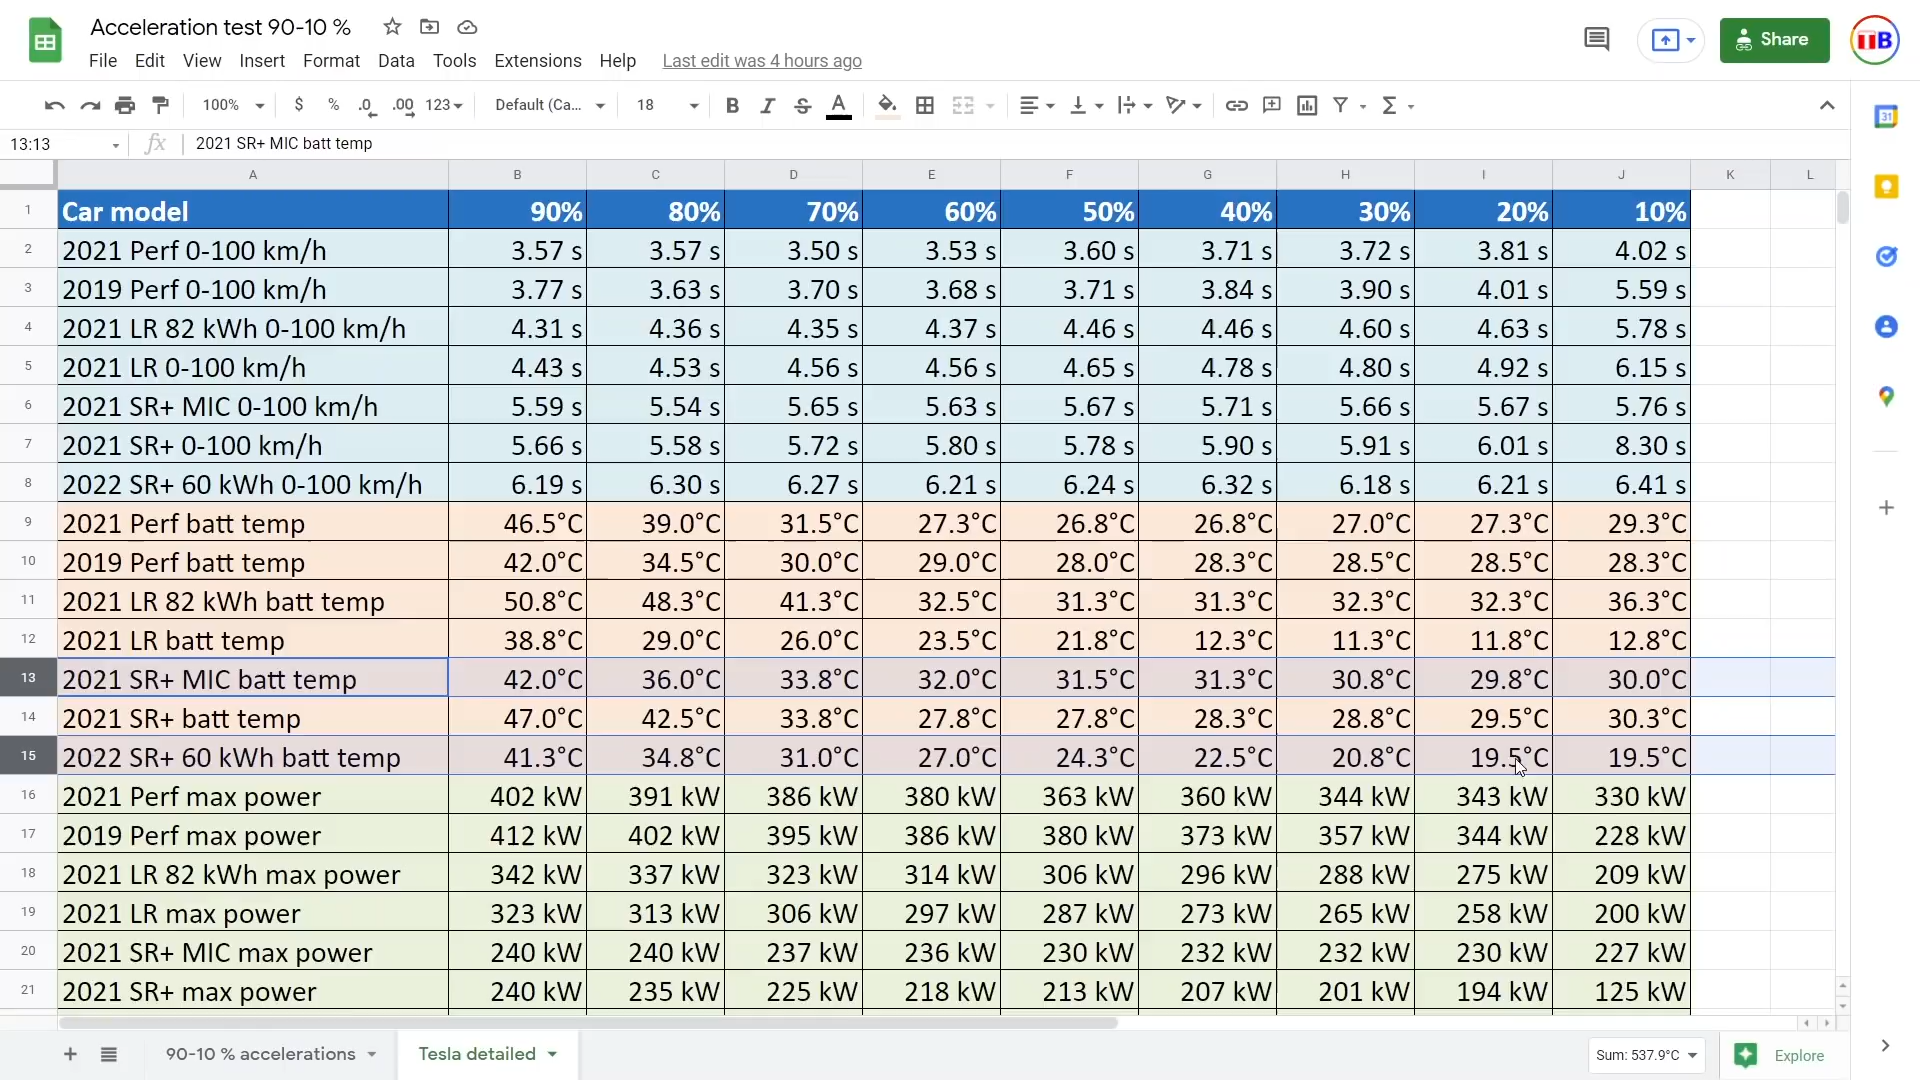 Acceleration test 90-10 %
File Edit View Insert Format Data Tools Extensions Help Last edit was 4 hours ago
Share
TTB
100% $ % .0 .00 123 Default (Ca... 18 B I S A
31
13:13 fx 2021 SR+ MIC batt temp
A B C D E F G H I J K L
1 Car model 90% 80% 70% 60% 50% 40% 30% 20% 10%
2 2021 Perf 0-100 km/h 3.57 s 3.57 s 3.50 s 3.53 s 3.60 s 3.71 s 3.72 s 3.81 s 4.02 s
3 2019 Perf 0-100 km/h 3.77 s 3.63 s 3.70 s 3.68 s 3.71 s 3.84 s 3.90 s 4.01 s 5.59 s
4 2021 LR 82 kWh 0-100 km/h 4.31 s 4.36 s 4.35 s 4.37 s 4.46 s 4.46 s 4.60 s 4.63 s 5.78 s
5 2021 LR 0-100 km/h 4.43 s 4.53 s 4.56 s 4.56 s 4.65 s 4.78 s 4.80 s 4.92 s 6.15 s
6 2021 SR+ MIC 0-100 km/h 5.59 s 5.54 s 5.65 s 5.63 s 5.67 s 5.71 s 5.66 s 5.67 s 5.76 s
7 2021 SR+ 0-100 km/h 5.66 s 5.58 s 5.72 s 5.80 s 5.78 s 5.90 s 5.91 s 6.01 s 8.30 s
8 2022 SR+ 60 kWh 0-100 km/h 6.19 s 6.30 s 6.27 s 6.21 s 6.24 s 6.32 s 6.18 s 6.21 s 6.41 s
9 2021 Perf batt temp 46.5°C 39.0°C 31.5°C 27.3°C 26.8°C 26.8°C 27.0°C 27.3°C 29.3°C
10 2019 Perf batt temp 42.0°C 34.5°C 30.0°C 29.0°C 28.0°C 28.3°C 28.5°C 28.5°C 28.3°C
11 2021 LR 82 kWh batt temp 50.8°C 48.3°C 41.3°C 32.5°C 31.3°C 31.3°C 32.3°C 32.3°C 36.3°C
12 2021 LR batt temp 38.8°C 29.0°C 26.0°C 23.5°C 21.8°C 12.3°C 11.3°C 11.8°C 12.8°C
13 2021 SR+ MIC batt temp 42.0°C 36.0°C 33.8°C 32.0°C 31.5°C 31.3°C 30.8°C 29.8°C 30.0°C
14 2021 SR+ batt temp 47.0°C 42.5°C 33.8°C 27.8°C 27.8°C 28.3°C 28.8°C 29.5°C 30.3°C
15 2022 SR+ 60 kWh batt temp 41.3°C 34.8°C 31.0°C 27.0°C 24.3°C 22.5°C 20.8°C 19.5°C 19.5°C
16 2021 Perf max power 402 kW 391 kW 386 kW 380 kW 363 kW 360 kW 344 kW 343 kW 330 kW
17 2019 Perf max power 412 kW 402 kW 395 kW 386 kW 380 kW 373 kW 357 kW 344 kW 228 kW
18 2021 LR 82 kWh max power 342 kW 337 kW 323 kW 314 kW 306 kW 296 kW 288 kW 275 kW 209 kW
19 2021 LR max power 323 kW 313 kW 306 kW 297 kW 287 kW 273 kW 265 kW 258 kW 200 kW
20 2021 SR+ MIC max power 240 kW 240 kW 237 kW 236 kW 230 kW 232 kW 232 kW 230 kW 227 kW
21 2021 SR+ max power 240 kW 235 kW 225 kW 218 kW 213 kW 207 kW 201 kW 194 kW 125 kW
90-10 % accelerations Tesla detailed Sum: 537.9°C Explore